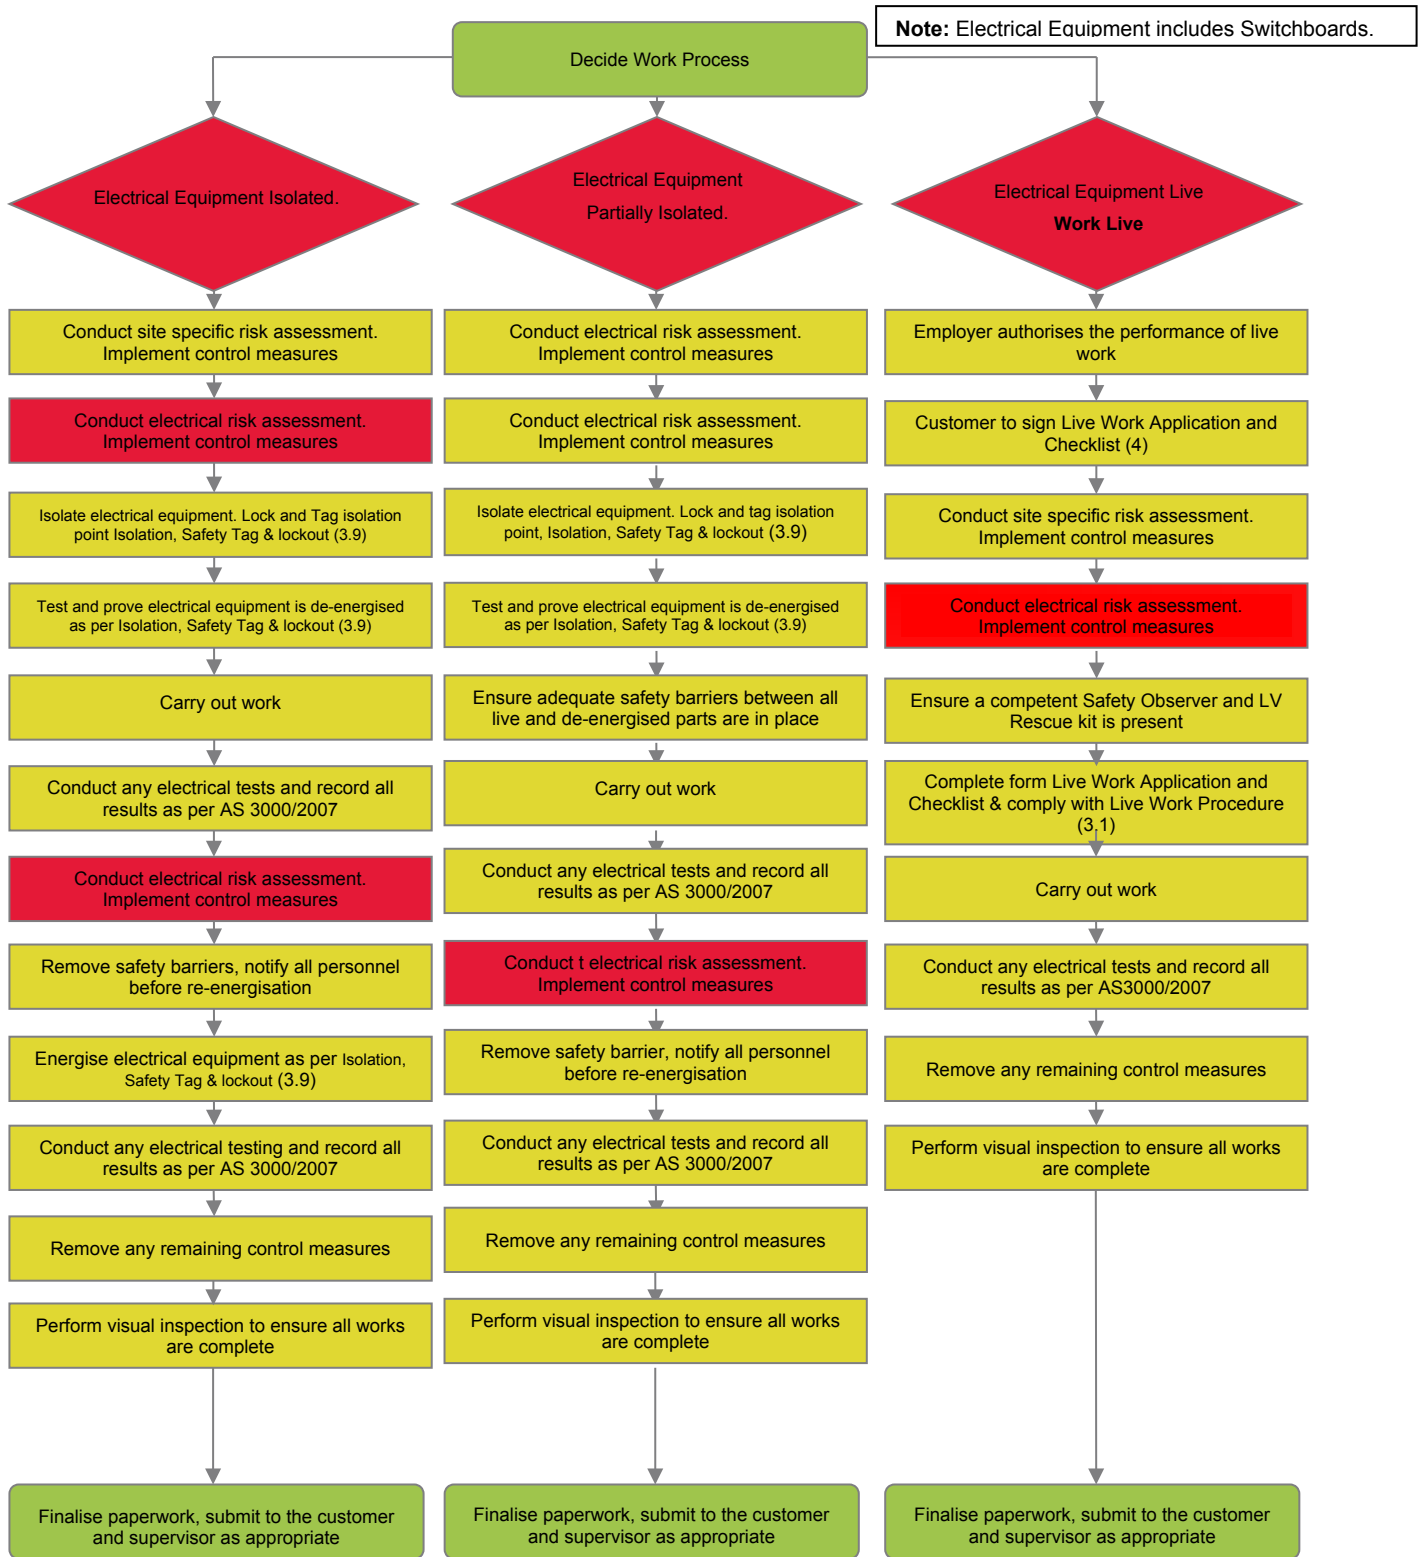 Note: Electrical Equipment includes Switchboards.
Decide Work Process
Electrical Equipment Isolated.
Conduct site specific risk assessment.
Implement control measures
Conduct electrical risk assessment.
Implement control measures
Isolate electrical equipment. Lock and Tag isolation
point Isolation, Safety Tag & lockout (3.9)
Test and prove electrical equipment is de-energised
as per Isolation, Safety Tag & lockout (3.9)
Carry out work
Conduct any electrical tests and record all
results as per AS 3000/2007
Conduct electrical risk assessment.
Implement control measures
Remove safety barriers, notify all personnel
before re-energisation
Energise electrical equipment as per Isolation,
Safety Tag & lockout (3.9)
Conduct any electrical testing and record all
results as per AS 3000/2007
Remove any remaining control measures
Perform visual inspection to ensure all works
are complete
Finalise paperwork, submit to the customer
and supervisor as appropriate
Electrical Equipment
Partially Isolated.
Conduct electrical risk assessment.
Implement control measures
Conduct electrical risk assessment.
Implement control measures
Isolate electrical equipment. Lock and tag isolation
point, Isolation, Safety Tag & lockout (3.9)
Test and prove electrical equipment is de-energised
as per Isolation, Safety Tag & lockout (3.9)
Ensure adequate safety barriers between all
live and de-energised parts are in place
Carry out work
Conduct any electrical tests and record all
results as per AS 3000/2007
Conduct t electrical risk assessment.
Implement control measures
Remove safety barrier, notify all personnel
before re-energisation
Conduct any electrical tests and record all
results as per AS 3000/2007
Remove any remaining control measures
Perform visual inspection to ensure all works
are complete
Finalise paperwork, submit to the customer
and supervisor as appropriate
Electrical Equipment Live
Work Live
Employer authorises the performance of live
work
Customer to sign Live Work Application and
Checklist (4)
Conduct site specific risk assessment.
Implement control measures
Conduct electrical risk assessment.
Implement control measures
Ensure a competent Safety Observer and LV
Rescue kit is present
Complete form Live Work Application and
Checklist & comply with Live Work Procedure
(3.1)
Carry out work
Conduct any electrical tests and record all
results as per AS3000/2007
Remove any remaining control measures
Perform visual inspection to ensure all works
are complete
Finalise paperwork, submit to the customer
and supervisor as appropriate